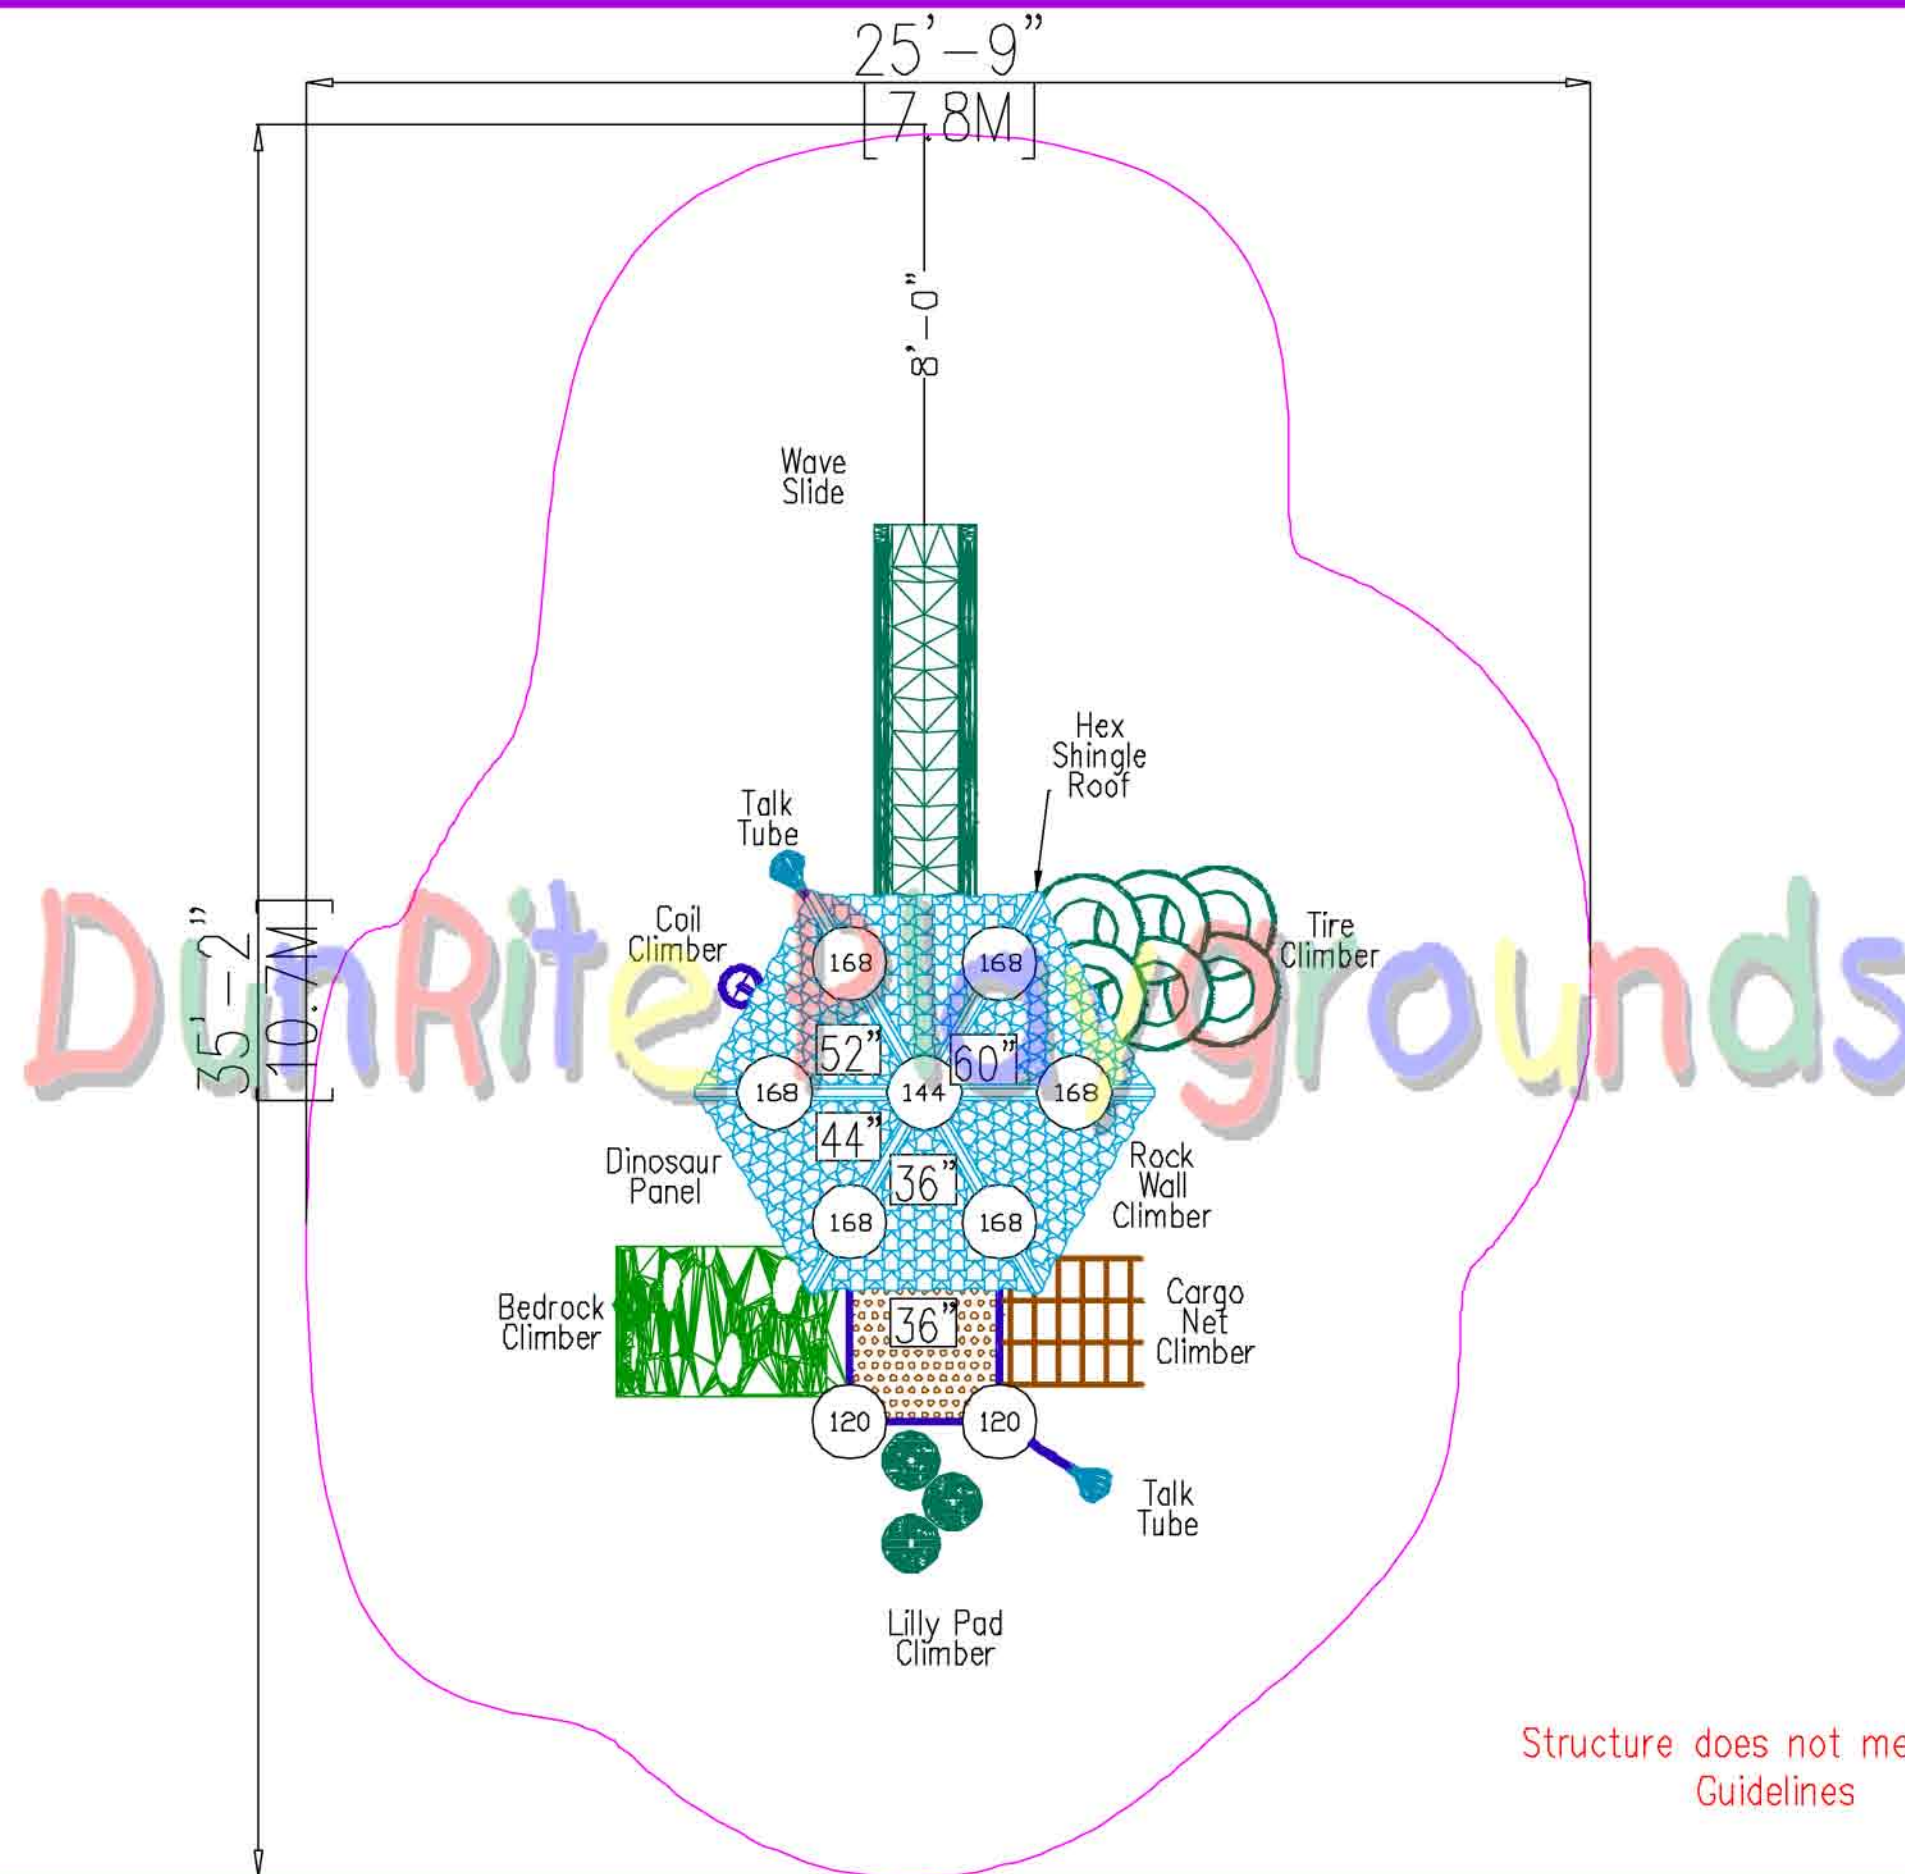 25'-9"
[7.8M]
8'-0"
Wave
Slide
Hex
Shingle
Roof
Talk
Tube
Coil
Climber
Tire
Climber
35'-2"
[10.7M]
DunRite Playgrounds
168
168
52"
60"
168
144
168
44"
36"
Dinosaur
Panel
Rock
Wall
Climber
168
168
Bedrock
Climber
36"
Cargo
Net
Climber
120
120
Talk
Tube
Lilly Pad
Climber
Structure does not me
Guidelines